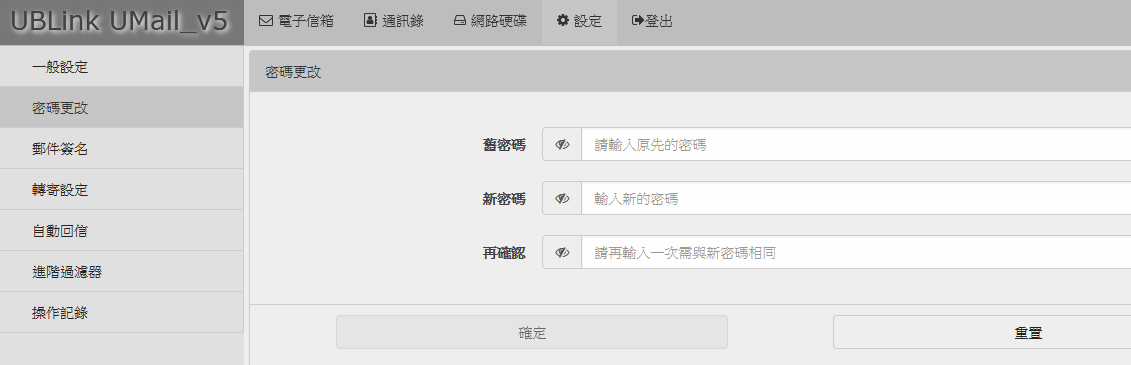 UBLink UMail_v5 電子信箱 通訊錄 網路硬碟 設定 登出
一般設定
密碼更改
郵件簽名
轉寄設定
自動回信
進階過濾器
操作記錄
密碼更改
舊密碼 請輸入原先的密碼
新密碼 輸入新的密碼
再確認 請再輸入一次需與新密碼相同
確定 重置